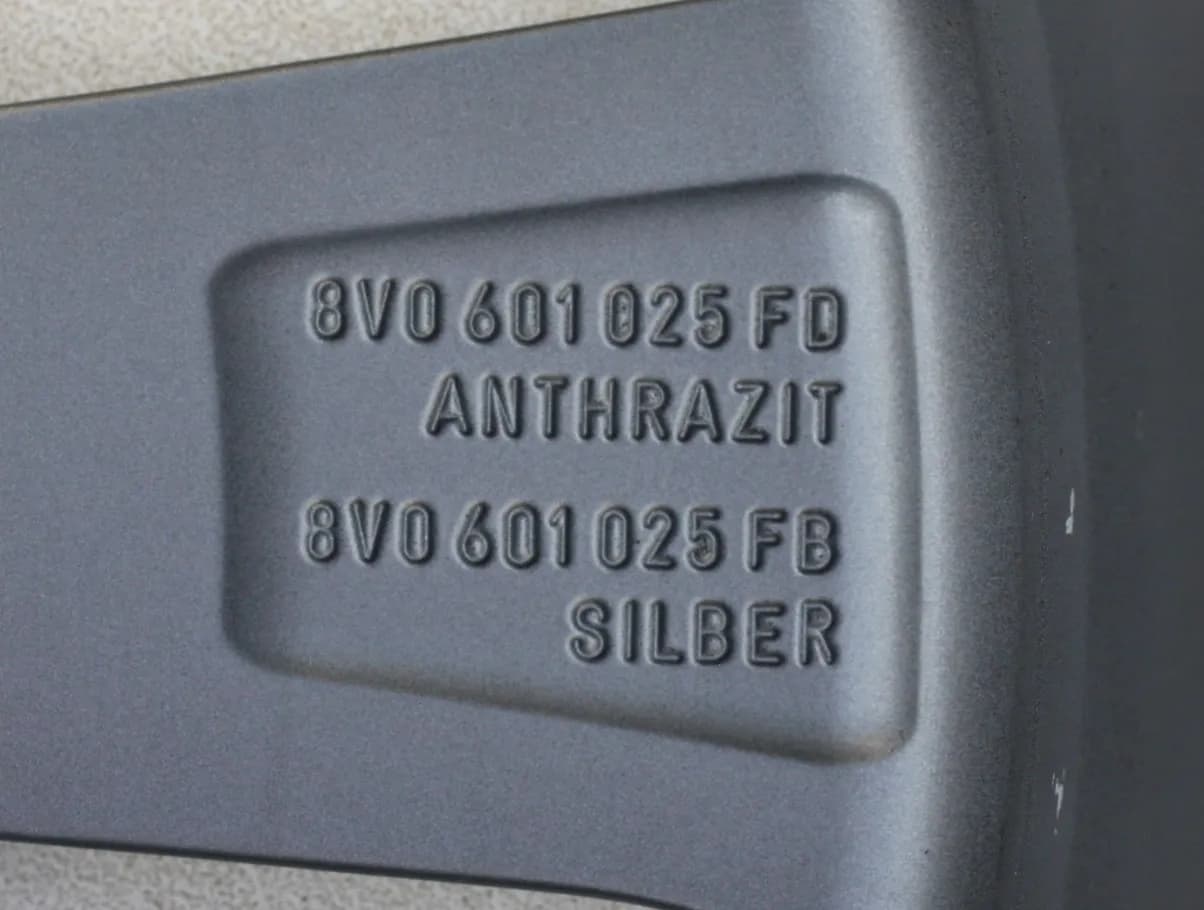 8V0 601 025 FD
ANTHRAZIT
8V0 601 025 FB
SILBER